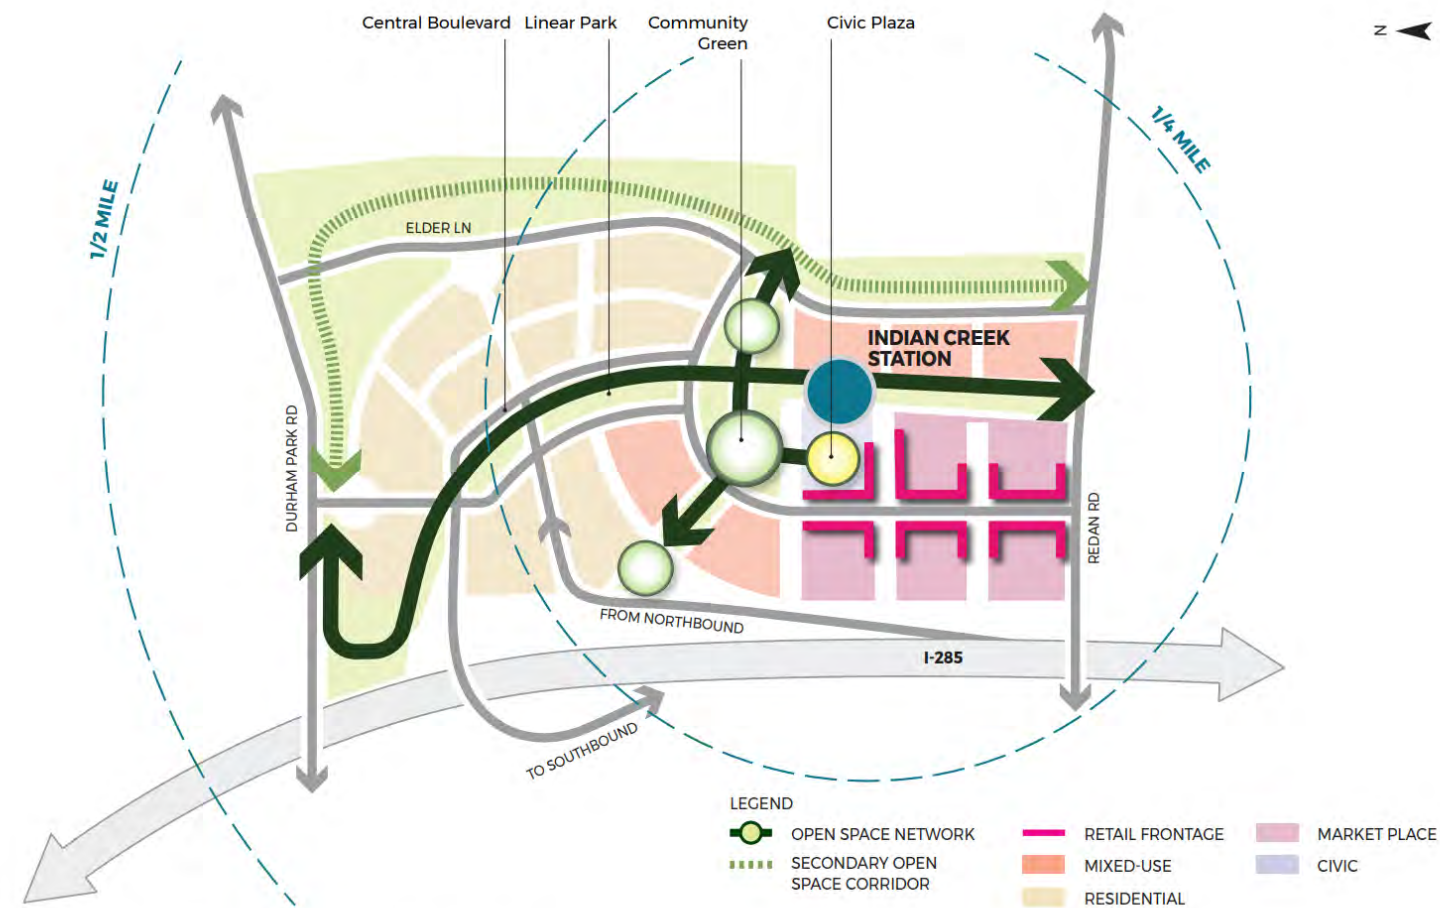 Central Boulevard
Linear Park
Community
Green
Civic Plaza
N
1/2 MILE
1/4 MILE
ELDER LN
INDIAN CREEK
STATION
DURHAM PARK RD
REDAN RD
FROM NORTHBOUND
I-285
TO SOUTHBOUND
LEGEND
OPEN SPACE NETWORK
SECONDARY OPEN
SPACE CORRIDOR
RETAIL FRONTAGE
MIXED-USE
RESIDENTIAL
MARKET PLACE
CIVIC